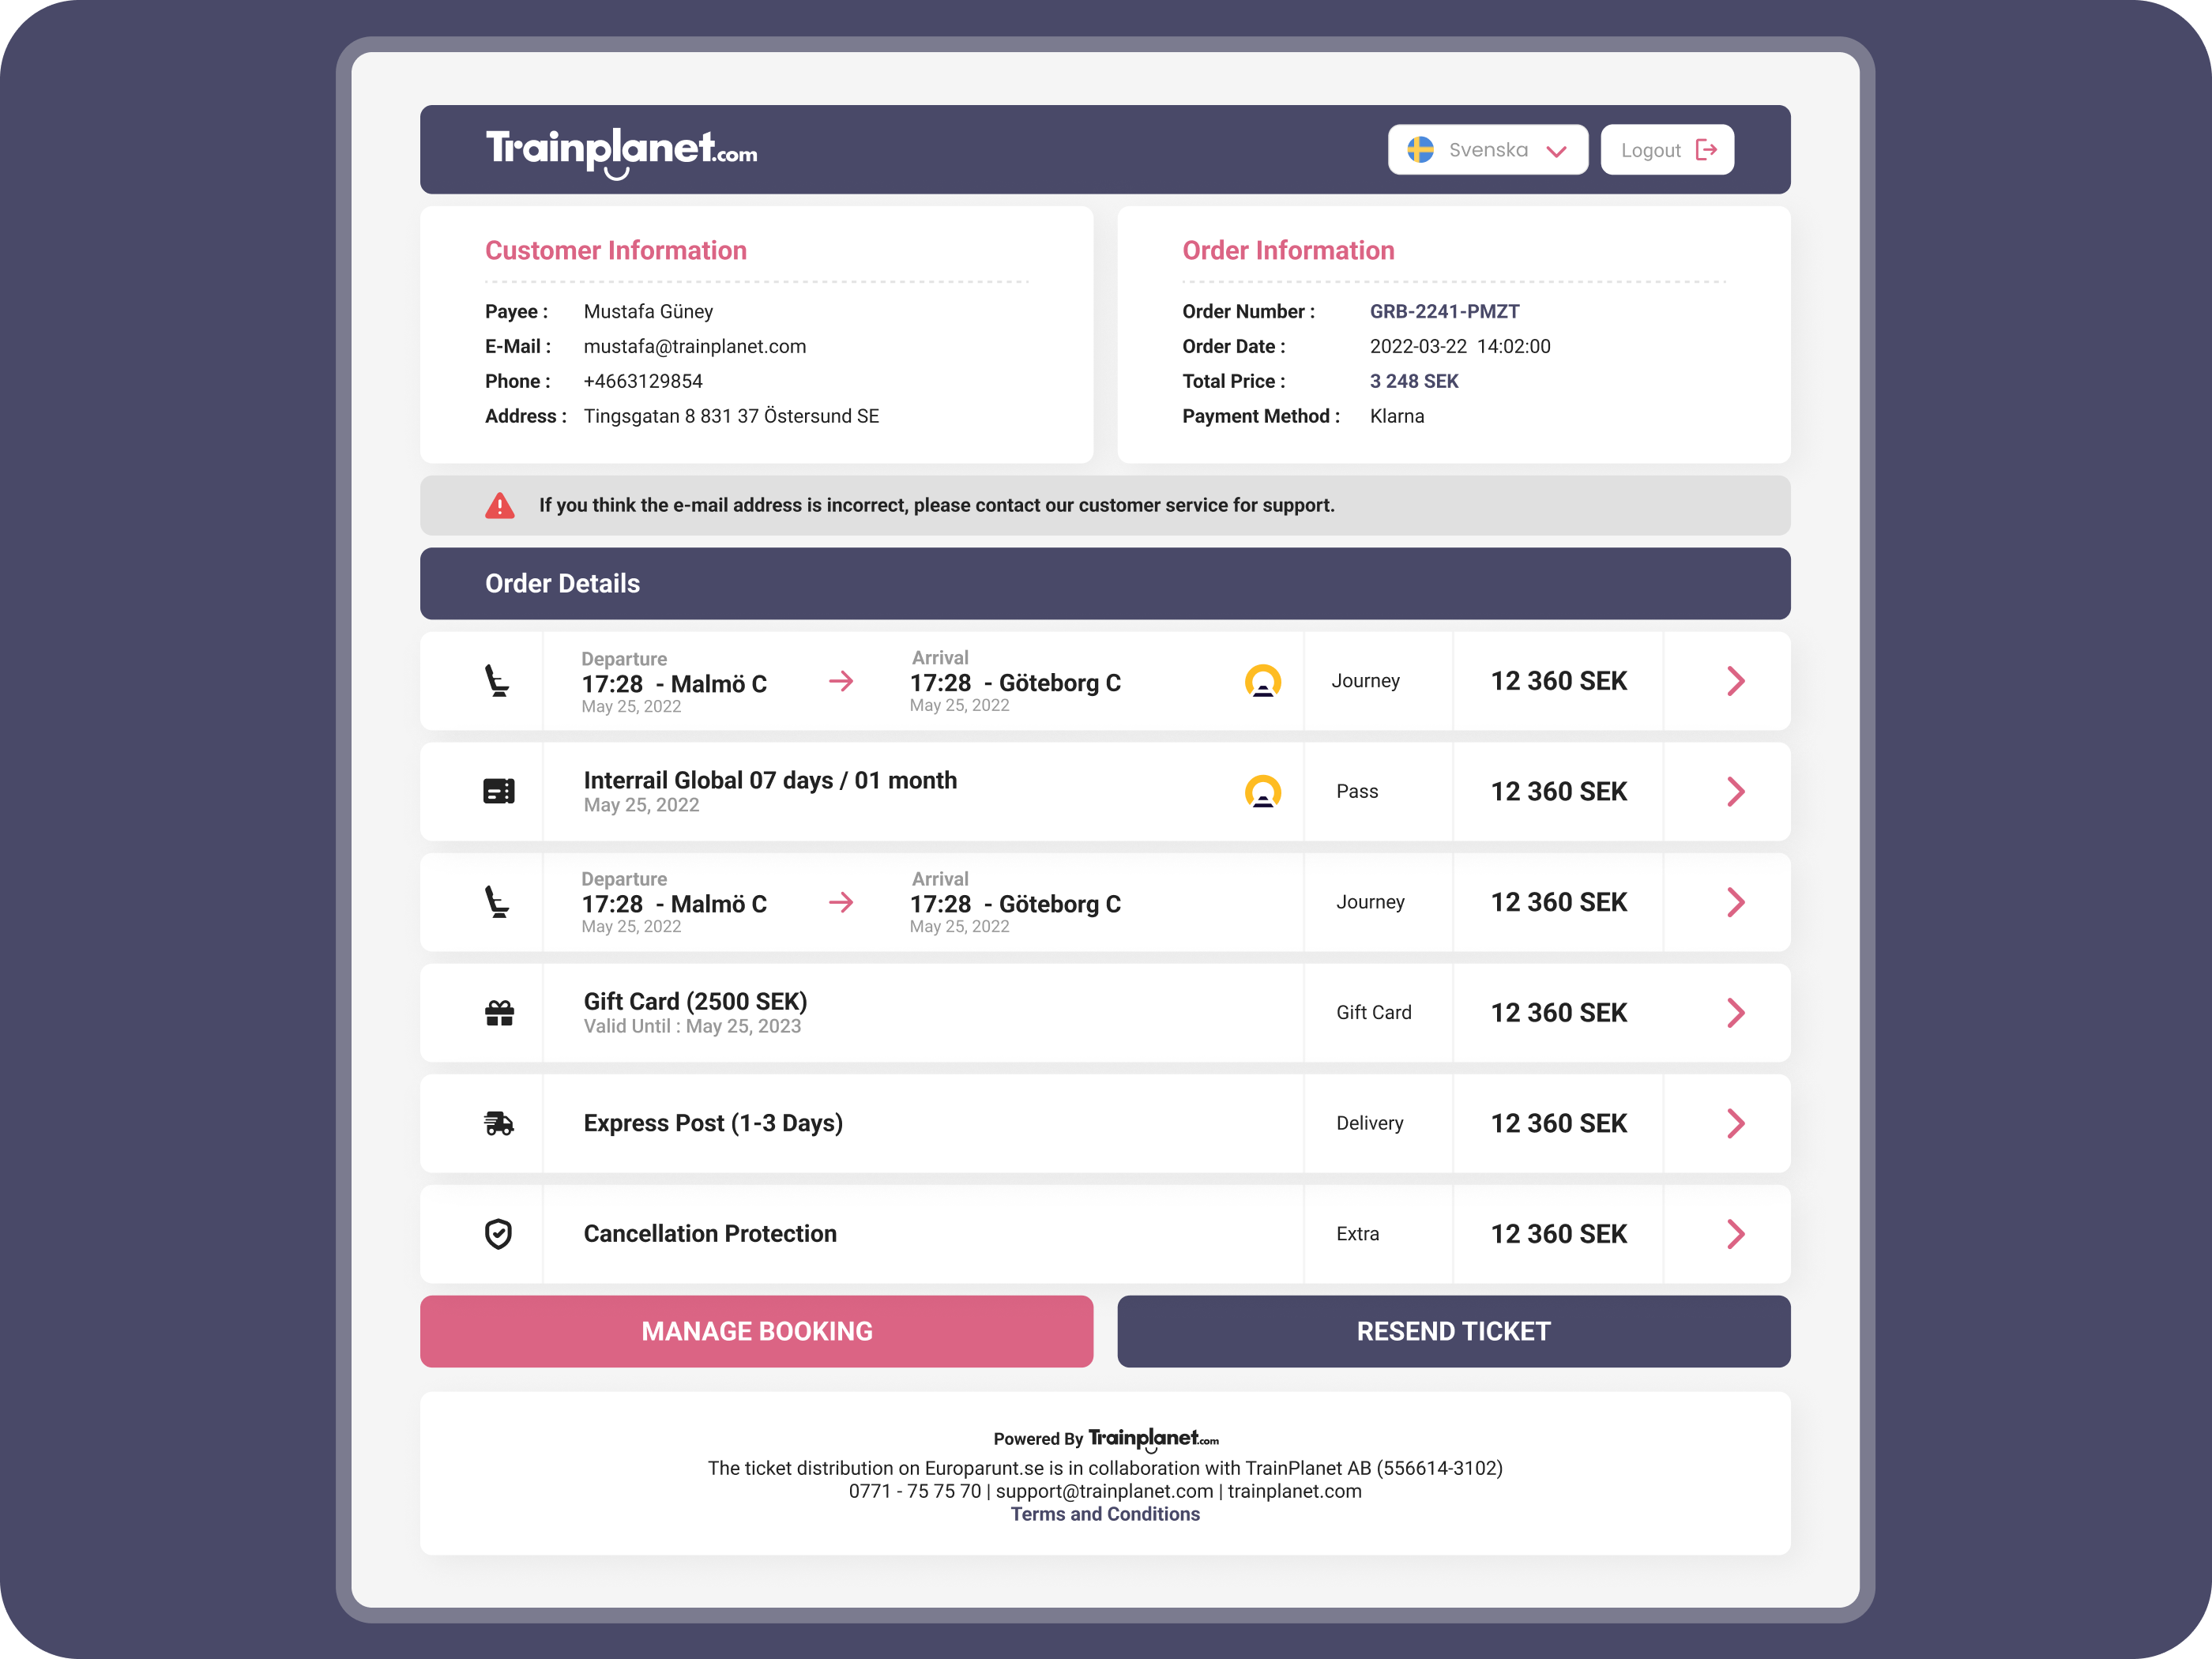 Trainplanet.com
Svenska
Logout
Customer Information
Payee : Mustafa Güney
E-Mail : mustafa@trainplanet.com
Phone : +4663129854
Address : Tingsgatan 8 831 37 Östersund SE
Order Information
Order Number : GRB-2241-PMZT
Order Date : 2022-03-22 14:02:00
Total Price : 3 248 SEK
Payment Method : Klarna
If you think the e-mail address is incorrect, please contact our customer service for support.
Order Details
Departure
17:28 - Malmö C
May 25, 2022
Arrival
17:28 - Göteborg C
May 25, 2022
Journey
12 360 SEK
Interrail Global 07 days / 01 month
May 25, 2022
Pass
12 360 SEK
Departure
17:28 - Malmö C
May 25, 2022
Arrival
17:28 - Göteborg C
May 25, 2022
Journey
12 360 SEK
Gift Card (2500 SEK)
Valid Until : May 25, 2023
Gift Card
12 360 SEK
Express Post (1-3 Days)
Delivery
12 360 SEK
Cancellation Protection
Extra
12 360 SEK
MANAGE BOOKING
RESEND TICKET
Powered By Trainplanet.com
The ticket distribution on Europarunt.se is in collaboration with TrainPlanet AB (556614-3102)
0771 - 75 75 70 | support@trainplanet.com | trainplanet.com
Terms and Conditions